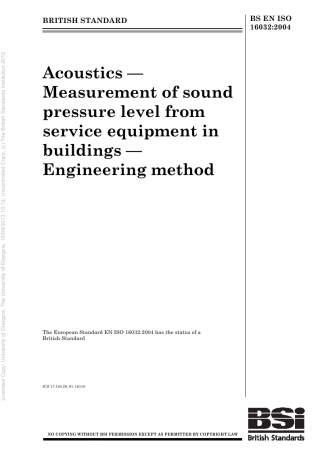 BRITISH STANDARD
BS EN ISO
16032:2004
Acoustics —
Measurement of sound
pressure level from
service equipment in
buildings —
Engineering method
The European Standard EN ISO 16032:2004 has the status of a
British Standard
NO COPYING WITHOUT BSI PERMISSION EXCEPT AS PERMITTED BY COPYRIGHT LAW
BSi
British Standards